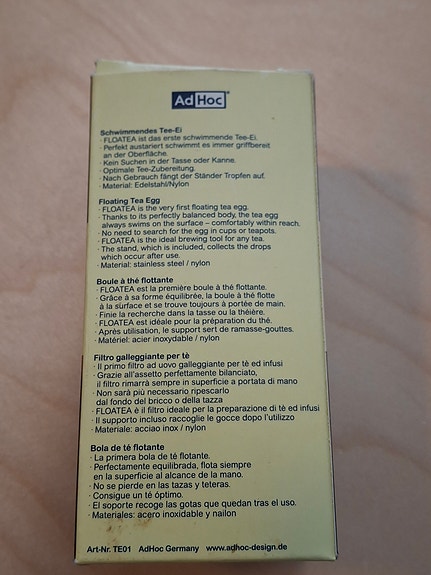 AdHoc®
Schwimmendes Tee-Ei
· FLOATEA ist das erste schwimmende Tee-Ei.
· Perfekt austariert schwimmt es immer griffbereit
an der Oberfläche.
· Kein Suchen in der Tasse oder Kanne.
· Optimale Tee-Zubereitung.
· Nach Gebrauch fängt der Ständer Tropfen auf.
· Material: Edelstahl/Nylon
Floating Tea Egg
· FLOATEA is the very first floating tea egg.
· Thanks to its perfectly balanced body, the tea egg
always swims on the surface – comfortably within reach.
· No need to search for the egg in cups or teapots.
· FLOATEA is the ideal brewing tool for any tea.
· The stand, which is included, collects the drops
which occur after use.
· Material: stainless steel / nylon
Boule à thé flottante
· FLOATEA est la première boule à thé flottante.
· Grâce à sa forme équilibrée, la boule à thé flotte
à la surface et se trouve toujours à portée de main.
· Finie la recherche dans la tasse ou la théière.
· FLOATEA est idéale pour la préparation du thé.
· Après utilisation, le support sert de ramasse-gouttes.
· Matériel: acier inoxydable / nylon
Filtro galleggiante per tè
· Il primo filtro ad uovo galleggiante per tè ed infusi
· Grazie all'assetto perfettamente bilanciato,
il filtro rimarrà sempre in superficie a portata di mano
· Non sarà più necessario ripescarlo
dal fondo del bricco o della tazza
· FLOATEA è il filtro ideale per la preparazione di tè ed infusi
· Il supporto incluso raccoglie le gocce dopo l'utilizzo
· Materiale: acciao inox / nylon
Bola de té flotante
· La primera bola de té flotante.
· Perfectamente equilibrada, flota siempre
en la superficie al alcance de la mano.
· No se pierde en las tazas y teteras.
· Consigue un té óptimo.
· El soporte recoge las gotas que quedan tras el uso.
· Materiales: acero inoxidable y nailon
Art-Nr. TE01 AdHoc Germany www.adhoc-design.de